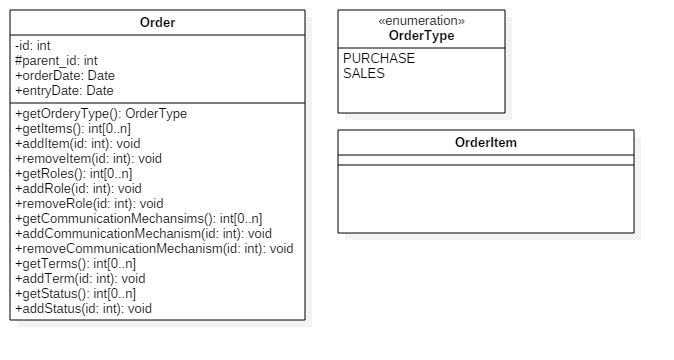 Order
-id: int
#parent_id: int
+orderDate: Date
+entryDate: Date
+getOrderyType(): OrderType
+getItems(): int[0..n]
+addItem(id: int): void
+removeItem(id: int): void
+getRoles(): int[0..n]
+addRole(id: int): void
+removeRole(id: int): void
+getCommunicationMechansims(): int[0..n]
+addCommunicationMechanism(id: int): void
+removeCommunicationMechanism(id: int): void
+getTerms(): int[0..n]
+addTerm(id: int): void
+getStatus(): int[0..n]
+addStatus(id: int): void
«enumeration»
OrderType
PURCHASE
SALES
OrderItem